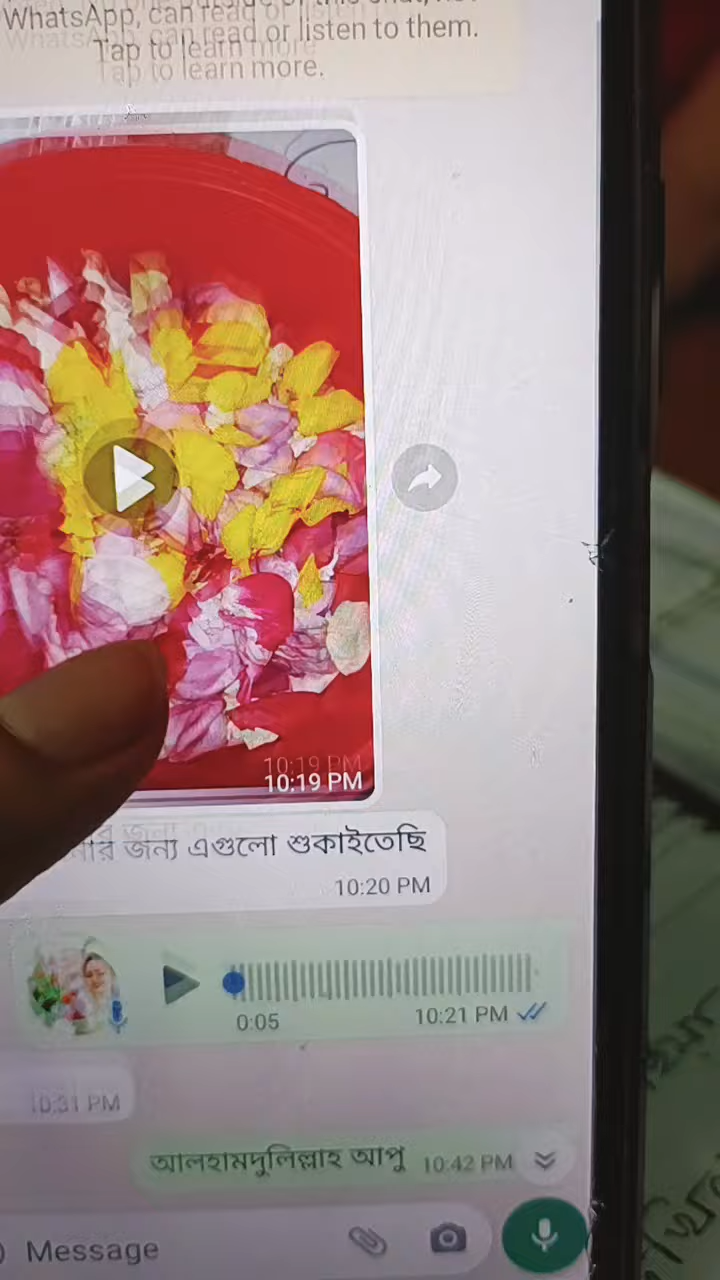 WhatsApp, can read or listen to them.
Tap to learn more.
10:19 PM
জন্য এগুলো শুকাইতেছি
10:20 PM
0:05
10:21 PM
10:31 PM
আলহামদুলিল্লাহ আপু
10:42 PM
Message